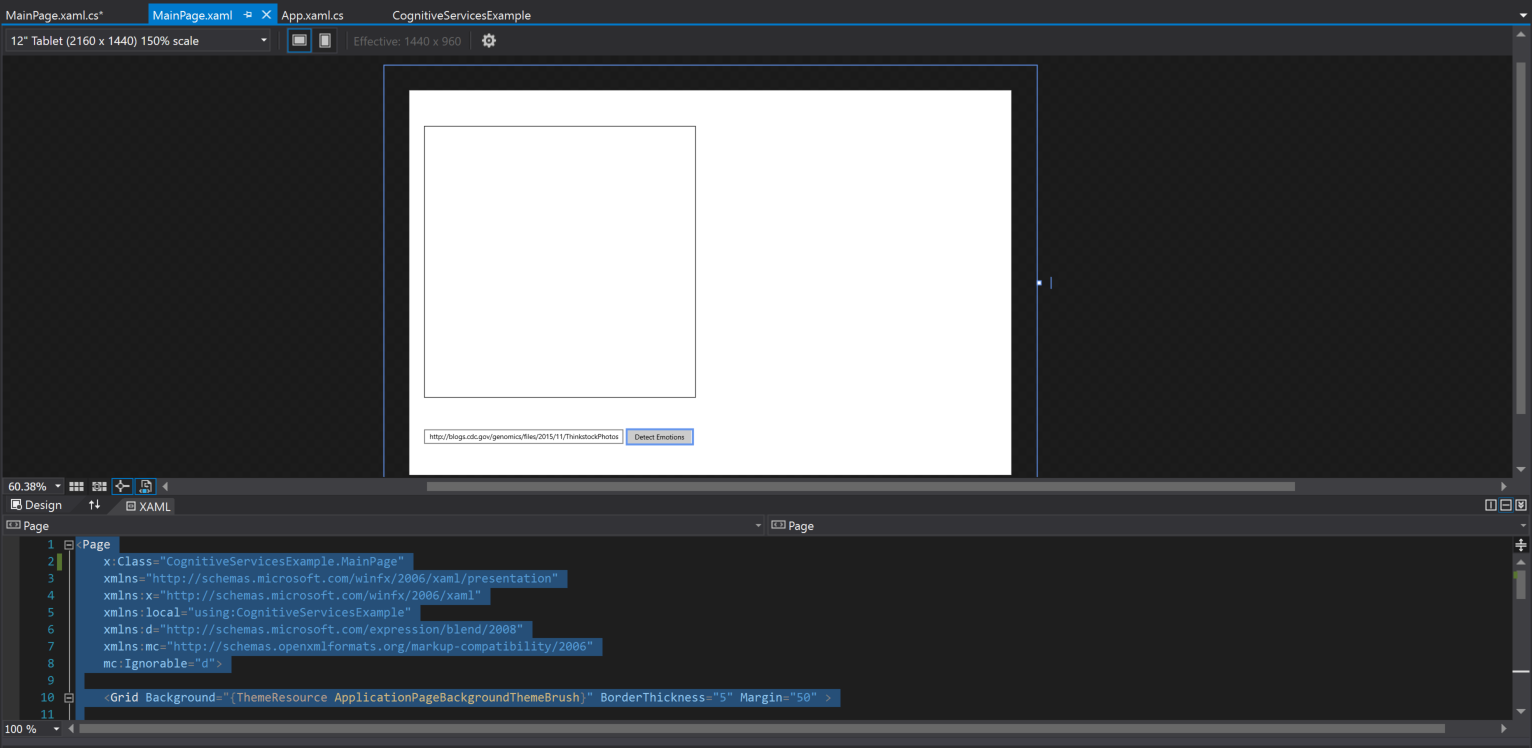 MainPage.xaml.cs* MainPage.xaml App.xaml.cs CognitiveServicesExample
12" Tablet (2160 x 1440) 150% scale Effective: 1440 x 960
http://blogs.cdc.gov/genomics/files/2015/11/ThinkstockPhotos Detect Emotions
60.38%
Design XAML
Page Page
1 <Page
2 x:Class="CognitiveServicesExample.MainPage"
3 xmlns="http://schemas.microsoft.com/winfx/2006/xaml/presentation"
4 xmlns:x="http://schemas.microsoft.com/winfx/2006/xaml"
5 xmlns:local="using:CognitiveServicesExample"
6 xmlns:d="http://schemas.microsoft.com/expression/blend/2008"
7 xmlns:mc="http://schemas.openxmlformats.org/markup-compatibility/2006"
8 mc:Ignorable="d">
9
10 <Grid Background="{ThemeResource ApplicationPageBackgroundThemeBrush}" BorderThickness="5" Margin="50" >
11
100 %